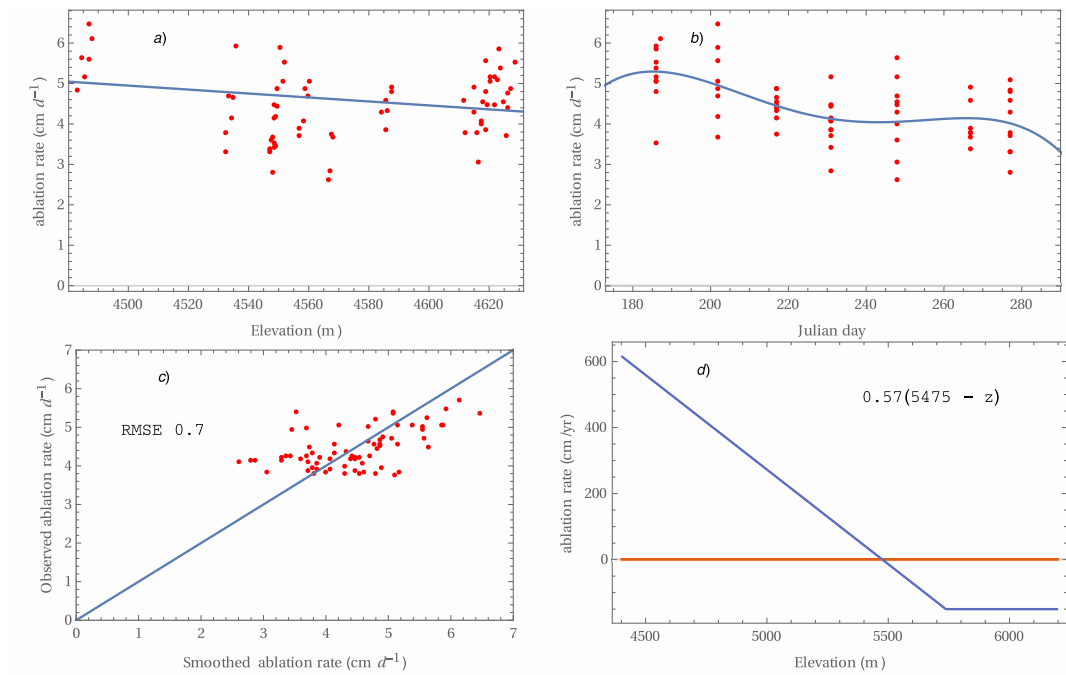 a)
6
5
4
3
2
1
0
ablation rate (cm d⁻¹)
4500 4520 4540 4560 4580 4600 4620
Elevation (m)
b)
6
5
4
3
2
1
0
ablation rate (cm d⁻¹)
180 200 220 240 260 280
Julian day
c)
RMSE 0.7
7
6
5
4
3
2
1
0
Observed ablation rate (cm d⁻¹)
0 1 2 3 4 5 6 7
Smoothed ablation rate (cm d⁻¹)
d)
0.57(5475 - z)
600
400
200
0
ablation rate (cm /yr)
4500 5000 5500 6000
Elevation (m)